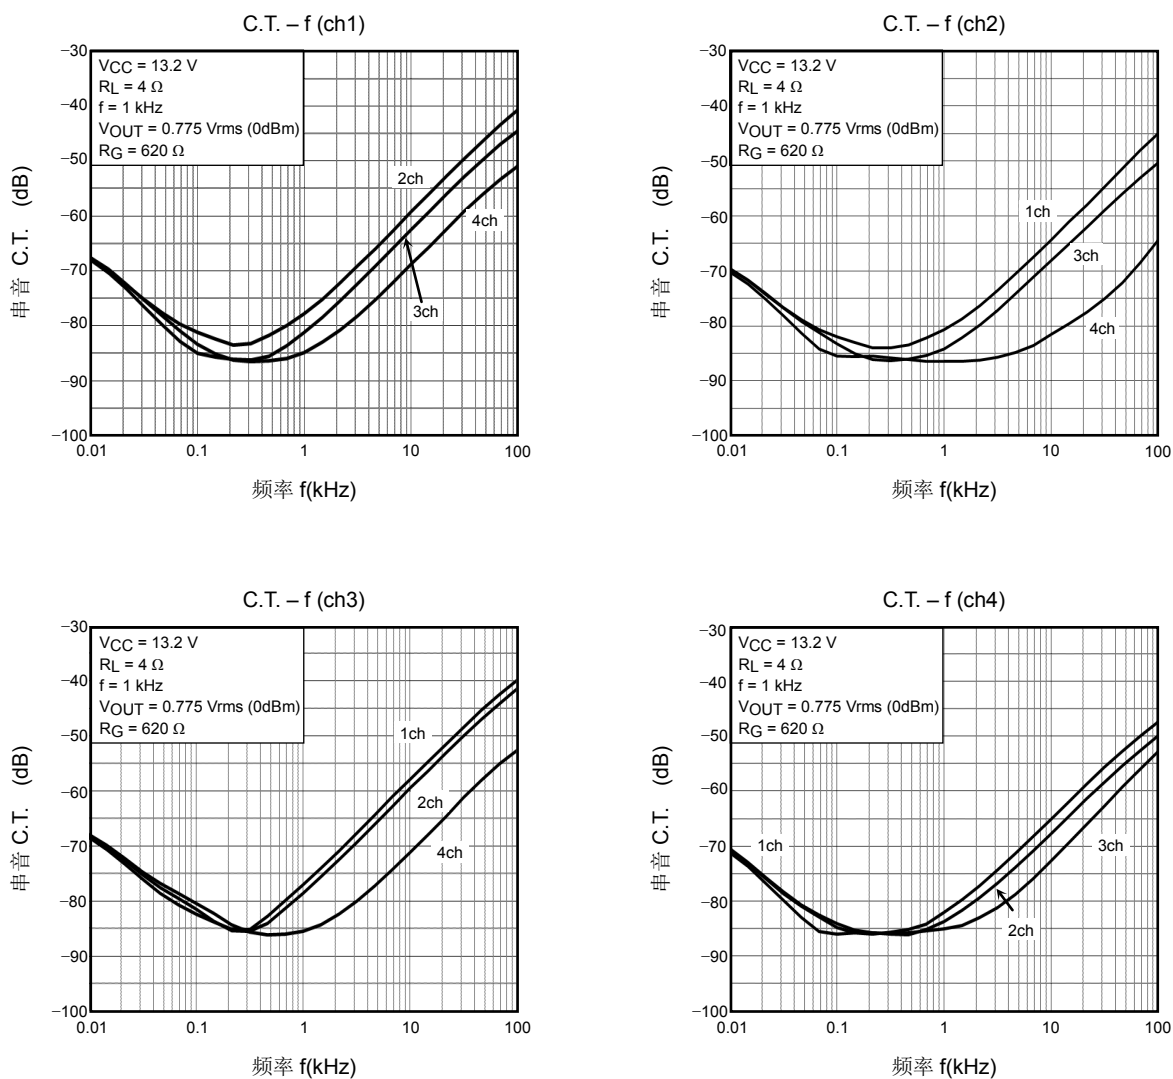 C.T. – f (ch1)
−30
−40
−50
−60
−70
−80
−90
−100
VCC = 13.2 V
RL = 4 Ω
f = 1 kHz
VOUT = 0.775 Vrms (0dBm)
RG = 620 Ω
2ch
4ch
3ch
串音 C.T. (dB)
0.01 0.1 1 10 100
频率 f(kHz)
C.T. – f (ch2)
−30
−40
−50
−60
−70
−80
−90
−100
VCC = 13.2 V
RL = 4 Ω
f = 1 kHz
VOUT = 0.775 Vrms (0dBm)
RG = 620 Ω
1ch
3ch
4ch
串音 C.T. (dB)
0.01 0.1 1 10 100
频率 f(kHz)
C.T. – f (ch3)
−30
−40
−50
−60
−70
−80
−90
−100
VCC = 13.2 V
RL = 4 Ω
f = 1 kHz
VOUT = 0.775 Vrms (0dBm)
RG = 620 Ω
1ch
2ch
4ch
串音 C.T. (dB)
0.01 0.1 1 10 100
频率 f(kHz)
C.T. – f (ch4)
−30
−40
−50
−60
−70
−80
−90
−100
VCC = 13.2 V
RL = 4 Ω
f = 1 kHz
VOUT = 0.775 Vrms (0dBm)
RG = 620 Ω
1ch
3ch
2ch
串音 C.T. (dB)
0.01 0.1 1 10 100
频率 f(kHz)